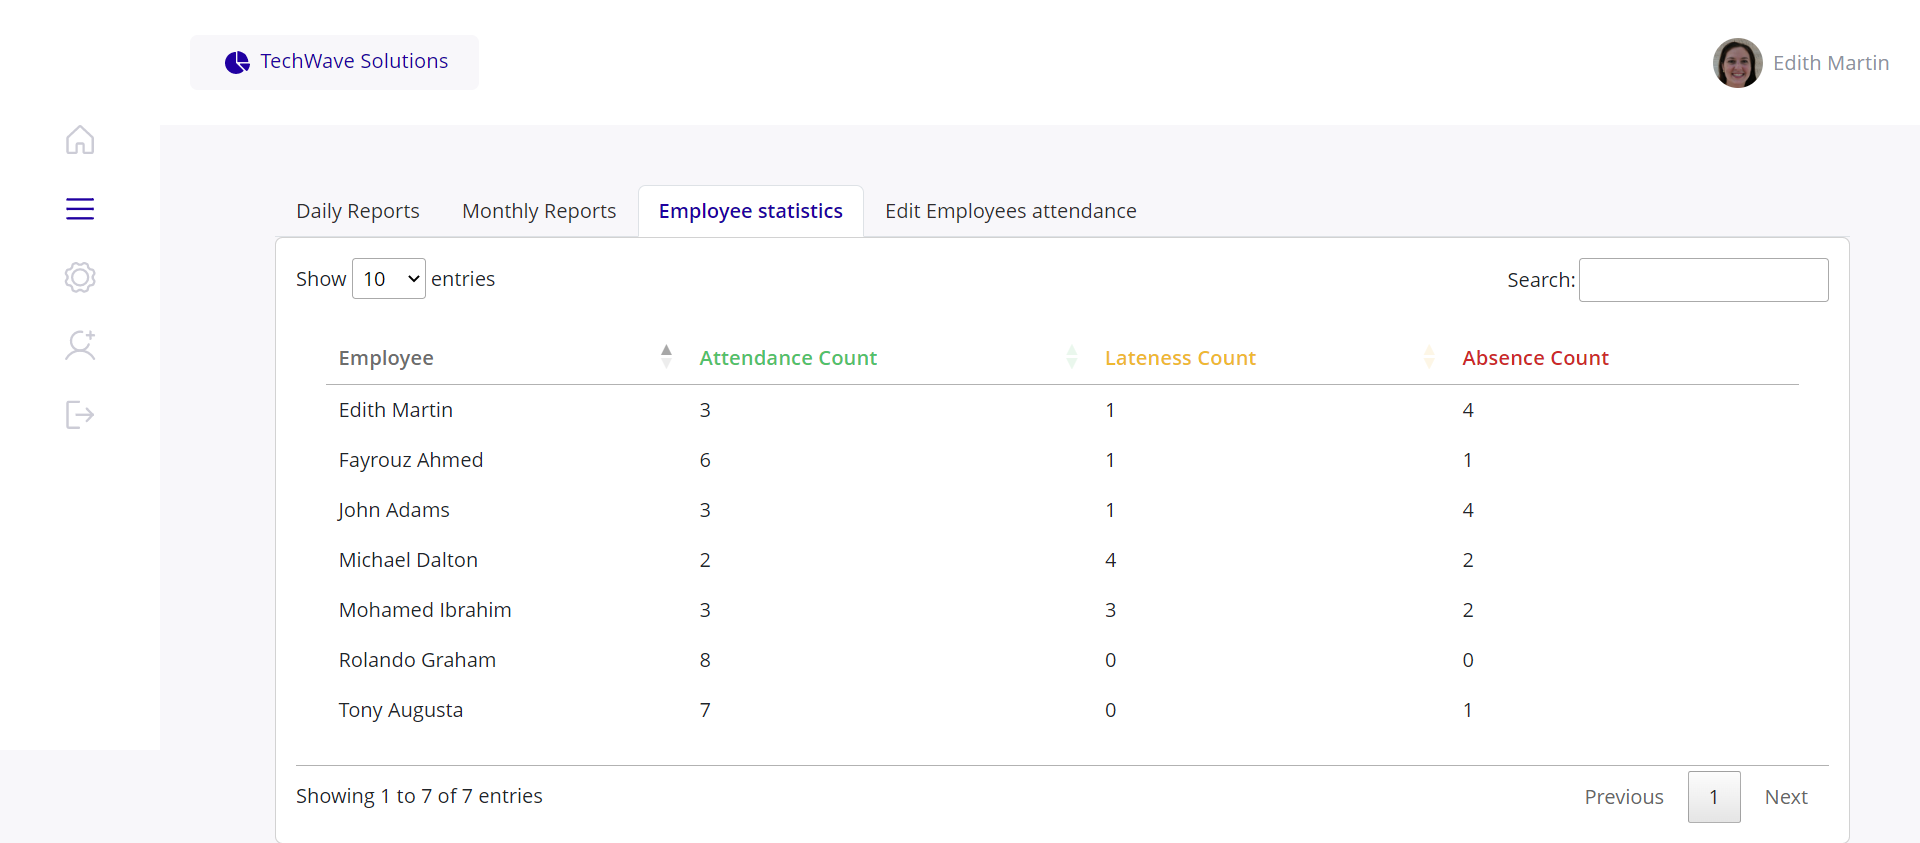 TechWave Solutions
Edith Martin
Daily Reports Monthly Reports Employee statistics Edit Employees attendance
Show 10 entries Search:
Employee Attendance Count Lateness Count Absence Count
Edith Martin 3 1 4
Fayrouz Ahmed 6 1 1
John Adams 3 1 4
Michael Dalton 2 4 2
Mohamed Ibrahim 3 3 2
Rolando Graham 8 0 0
Tony Augusta 7 0 1
Showing 1 to 7 of 7 entries Previous 1 Next